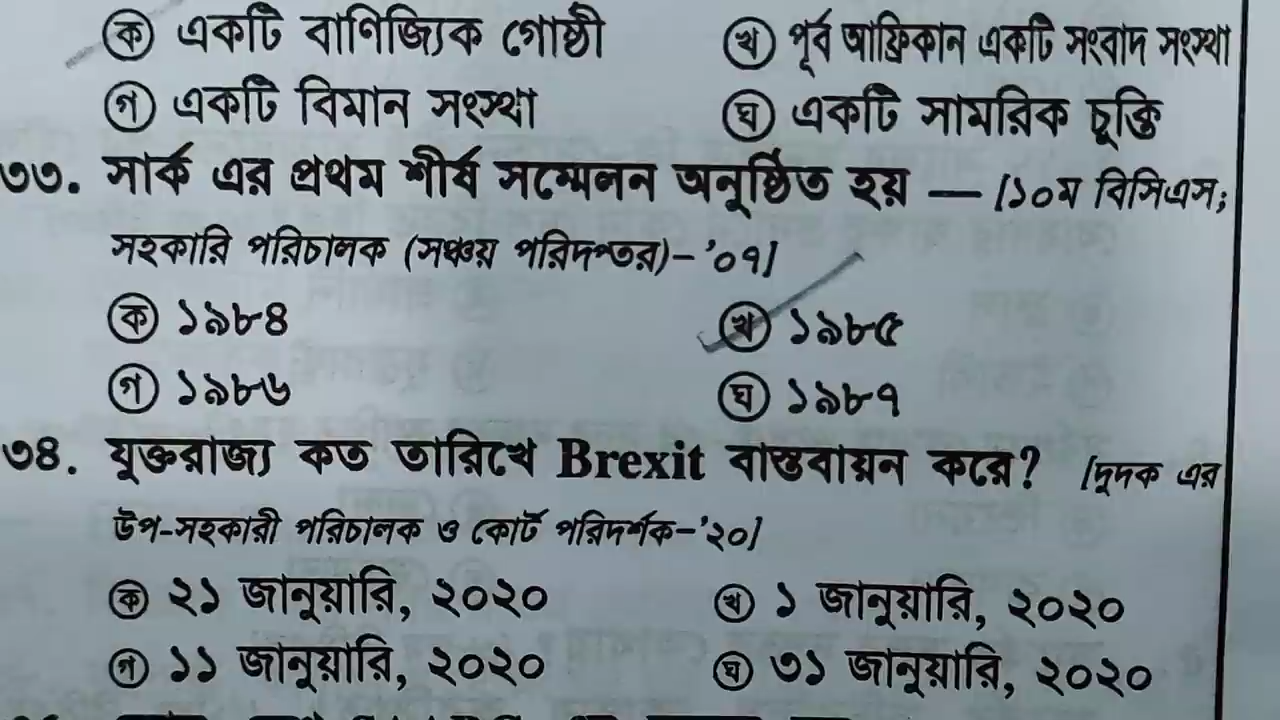 ক একটি বাণিজ্যিক গোষ্ঠী খ পূর্ব আফ্রিকান একটি সংবাদ সংস্থা
গ একটি বিমান সংস্থা ঘ একটি সামরিক চুক্তি
৩৩. সার্ক এর প্রথম শীর্ষ সম্মেলন অনুষ্ঠিত হয় — [১০ম বিসিএস;
সহকারি পরিচালক (সঞ্চয় পরিদপ্তর)-'০৭]
ক ১৯৮৪ খ ১৯৮৫
গ ১৯৮৬ ঘ ১৯৮৭
৩৪. যুক্তরাজ্য কত তারিখে Brexit বাস্তবায়ন করে? [দুদক এর
উপ-সহকারী পরিচালক ও কোর্ট পরিদর্শক-'২০]
ক ২১ জানুয়ারি, ২০২০ খ ১ জানুয়ারি, ২০২০
গ ১১ জানুয়ারি, ২০২০ ঘ ৩১ জানুয়ারি, ২০২০